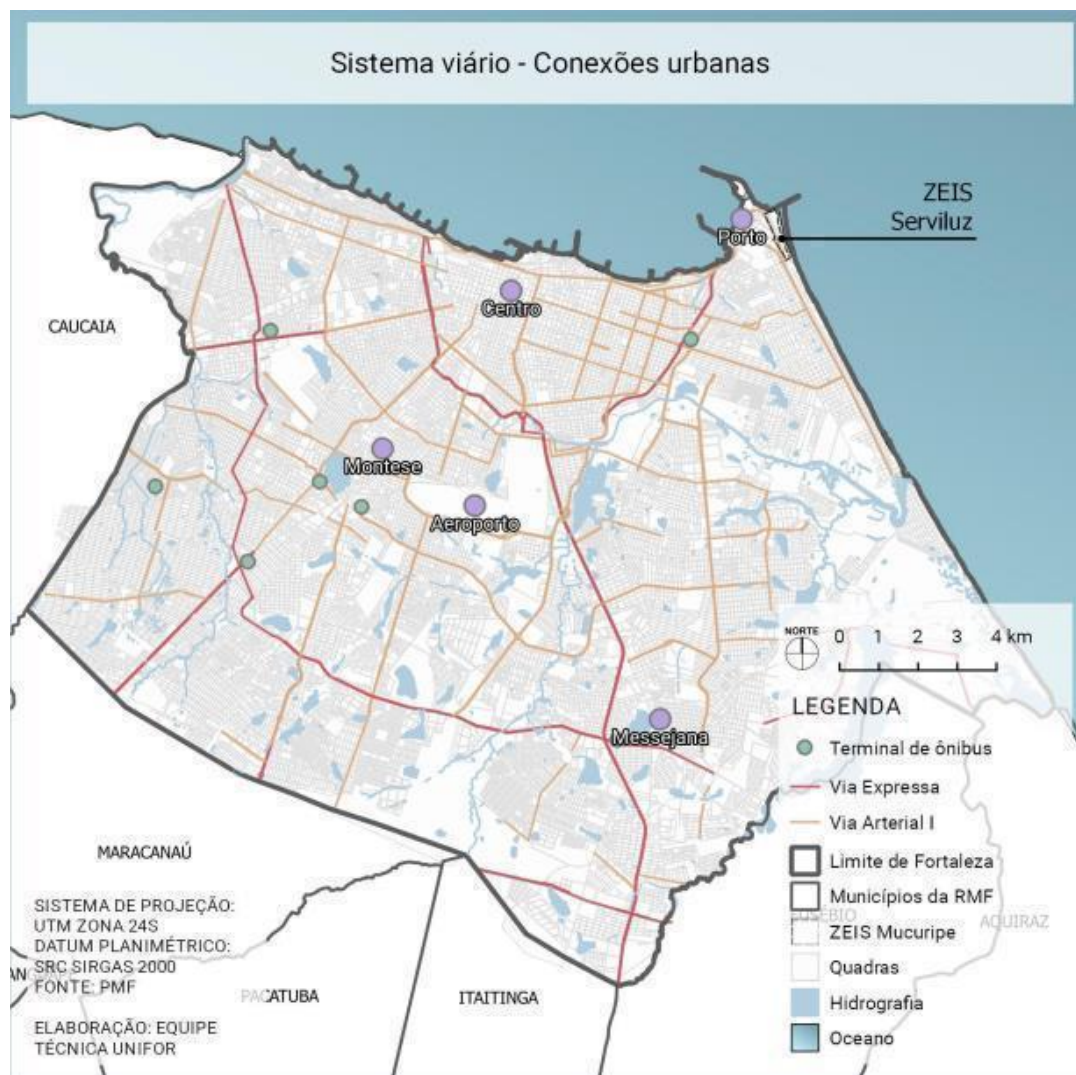 Sistema viário - Conexões urbanas
ZEIS
Serviluz
Porto
Centro
CAUCAIA
Montese
Aeroporto
Messejana
NORTE
0 1 2 3 4 km
LEGENDA
Terminal de ônibus
Via Expressa
Via Arterial I
Limite de Fortaleza
Municípios da RMF
ZEIS Mucuripe
Quadras
Hidrografia
Oceano
EUSÉBIO
AQUIRAZ
MARACANAÚ
SISTEMA DE PROJEÇÃO:
UTM ZONA 24S
DATUM PLANIMÉTRICO:
SRC SIRGAS 2000
FONTE: PMF
PACATUBA
ITAITINGA
ELABORAÇÃO: EQUIPE
TÉCNICA UNIFOR